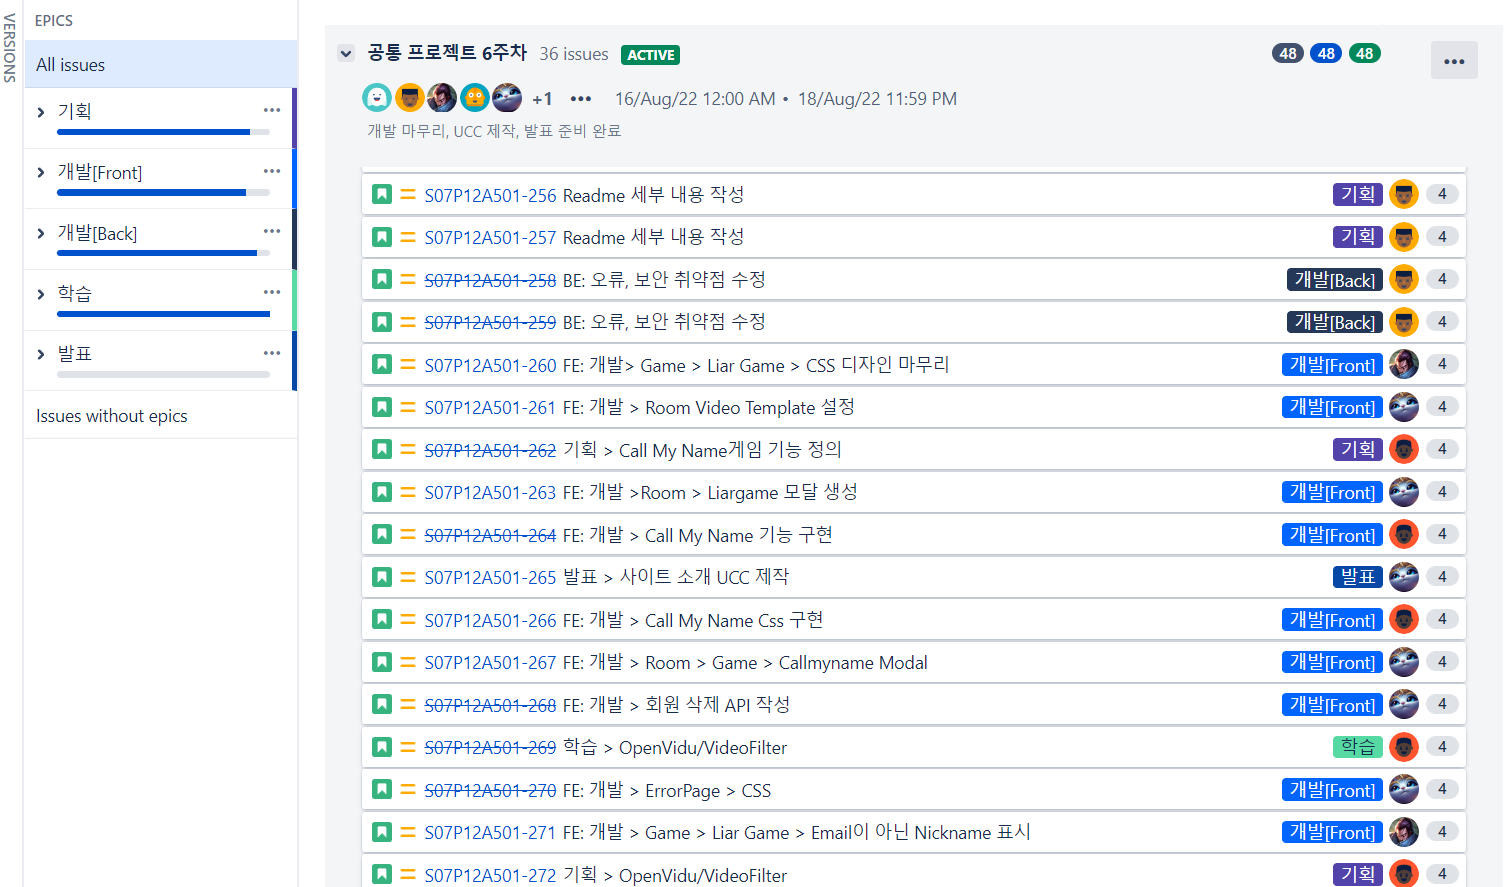 VERSIONS
EPICS
All issues
기획
개발[Front]
개발[Back]
학습
발표
Issues without epics
공통 프로젝트 6주차 36 issues ACTIVE 48 48 48
+1 16/Aug/22 12:00 AM • 18/Aug/22 11:59 PM
개발 마무리, UCC 제작, 발표 준비 완료
S07P12A501-256 Readme 세부 내용 작성 기획 4
S07P12A501-257 Readme 세부 내용 작성 기획 4
S07P12A501-258 BE: 오류, 보안 취약점 수정 개발[Back] 4
S07P12A501-259 BE: 오류, 보안 취약점 수정 개발[Back] 4
S07P12A501-260 FE: 개발> Game > Liar Game > CSS 디자인 마무리 개발[Front] 4
S07P12A501-261 FE: 개발 > Room Video Template 설정 개발[Front] 4
S07P12A501-262 기획 > Call My Name게임 기능 정의 기획 4
S07P12A501-263 FE: 개발 >Room > Liargame 모달 생성 개발[Front] 4
S07P12A501-264 FE: 개발 > Call My Name 기능 구현 개발[Front] 4
S07P12A501-265 발표 > 사이트 소개 UCC 제작 발표 4
S07P12A501-266 FE: 개발 > Call My Name Css 구현 개발[Front] 4
S07P12A501-267 FE: 개발 > Room > Game > Callmyname Modal 개발[Front] 4
S07P12A501-268 FE: 개발 > 회원 삭제 API 작성 개발[Front] 4
S07P12A501-269 학습 > OpenVidu/VideoFilter 학습 4
S07P12A501-270 FE: 개발 > ErrorPage > CSS 개발[Front] 4
S07P12A501-271 FE: 개발 > Game > Liar Game > Email이 아닌 Nickname 표시 개발[Front] 4
S07P12A501-272 기획 > OpenVidu/VideoFilter 기획 4